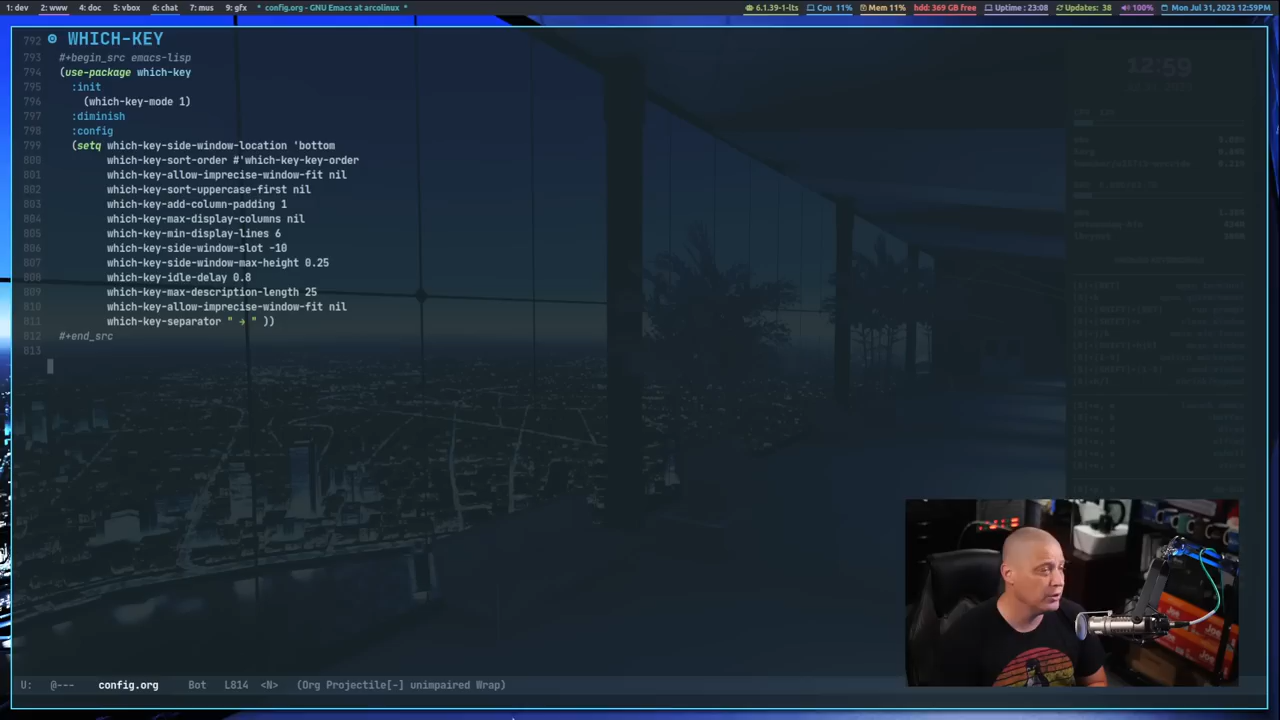 1: dev 2: www 4: doc 5: vbox 6: chat 7: mus 9: gfx * config.org - GNU Emacs at arcolinux * 6.1.39-1-lts Cpu 11% Mem 11% hdd: 369 GB free Uptime : 23:08 Updates: 38 100% Mon Jul 31, 2023 12:59PM
792 WHICH-KEY
793 #+begin_src emacs-lisp
794 (use-package which-key
795 :init
796 (which-key-mode 1)
797 :diminish
798 :config
799 (setq which-key-side-window-location 'bottom
800 which-key-sort-order #'which-key-key-order
801 which-key-allow-imprecise-window-fit nil
802 which-key-sort-uppercase-first nil
803 which-key-add-column-padding 1
804 which-key-max-display-columns nil
805 which-key-min-display-lines 6
806 which-key-side-window-slot -10
807 which-key-side-window-max-height 0.25
808 which-key-idle-delay 0.8
809 which-key-max-description-length 25
810 which-key-allow-imprecise-window-fit nil
811 which-key-separator " → " ))
812 #+end_src
813
12:59
U: @--- config.org Bot L814 <N> (Org Projectile[-] unimpaired Wrap)